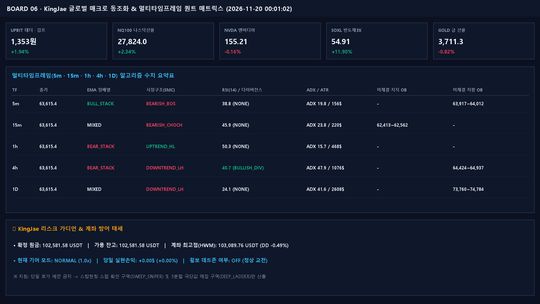 BOARD 06 · KingJae 글로벌 매크로 동조화 & 멀티타임프레임 퀀트 매트릭스 (2026-11-20 00:01:02)
UPBIT 테더 · 김프
1,353원
+1.94%
NQ100 나스닥선물
27,824.0
+2.34%
NVDA 엔비디아
155.21
-0.16%
SOXL 반도체3X
54.91
+11.90%
GOLD 금 선물
3,711.3
-0.82%
멀티타임프레임(5m · 15m · 1h · 4h · 1D) 알고리즘 수치 요약표
TF 종가 EMA 정배열 시장구조(SMC) RSI(14) / 다이버전스 ADX / ATR 미체결 지지 OB 미체결 저항 OB
5m 63,615.4 BULL_STACK BEARISH_BOS 38.8 (NONE) ADX 19.8 / 156$ - 63,917~64,012
15m 63,615.4 MIXED BEARISH_CHOCH 45.9 (NONE) ADX 23.8 / 220$ 62,413~62,562 -
1h 63,615.4 BEAR_STACK UPTREND_HL 50.3 (NONE) ADX 15.7 / 468$ - -
4h 63,615.4 BEAR_STACK DOWNTREND_LH 40.7 (BULLISH_DIV) ADX 47.9 / 1076$ - 64,424~64,937
1D 63,615.4 MIXED DOWNTREND_LH 24.1 (NONE) ADX 41.6 / 2608$ - 73,760~74,784
KingJae 리스크 가디언 & 계좌 방어 태세
• 확정 원금: 102,581.58 USDT | 가용 잔고: 102,581.58 USDT | 계좌 최고점(HWM): 103,089.76 USDT (DD -0.49%)
• 현재 기어 모드: NORMAL (1.0x) | 당일 실현손익: +0.00$ (+0.00%) | 월포 데드존 여부: OFF (정상 교전)